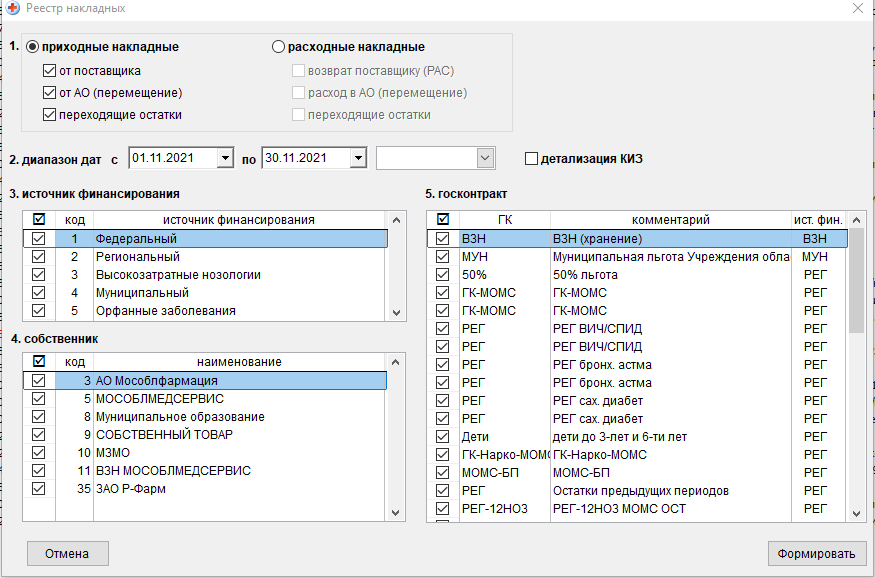 Реестр накладных
1. приходные накладные расходные накладные
от поставщика возврат поставщику (РАС)
от АО (перемещение) расход в АО (перемещение)
переходящие остатки переходящие остатки
2. диапазон дат с 01.11.2021 по 30.11.2021 детализация КИЗ
3. источник финансирования
код источник финансирования
1 Федеральный
2 Региональный
3 Высокозатратные нозологии
4 Муниципальный
5 Орфанные заболевания
4. собственник
код наименование
3 АО Мособлфармация
5 МОСОБЛМЕДСЕРВИС
8 Муниципальное образование
9 СОБСТВЕННЫЙ ТОВАР
10 МЗМО
11 ВЗН МОСОБЛМЕДСЕРВИС
35 ЗАО Р-Фарм
5. госконтракт
ГК комментарий ист. фин.
ВЗН ВЗН (хранение) ВЗН
МУН Муниципальная льгота Учреждения обла МУН
50% 50% льгота РЕГ
ГК-МОМС ГК-МОМС РЕГ
ГК-МОМС ГК-МОМС РЕГ
РЕГ РЕГ ВИЧ/СПИД РЕГ
РЕГ РЕГ ВИЧ/СПИД РЕГ
РЕГ РЕГ бронх. астма РЕГ
РЕГ РЕГ бронх. астма РЕГ
РЕГ РЕГ сах. диабет РЕГ
РЕГ РЕГ сах. диабет РЕГ
Дети дети до 3-лет и 6-ти лет РЕГ
ГК-Нарко-МОМС ГК-Нарко-МОМС РЕГ
МОМС-БП МОМС-БП РЕГ
РЕГ Остатки предыдущих периодов РЕГ
РЕГ-12НОЗ РЕГ-12НОЗ МОМС ОСТ РЕГ
Отмена Формировать